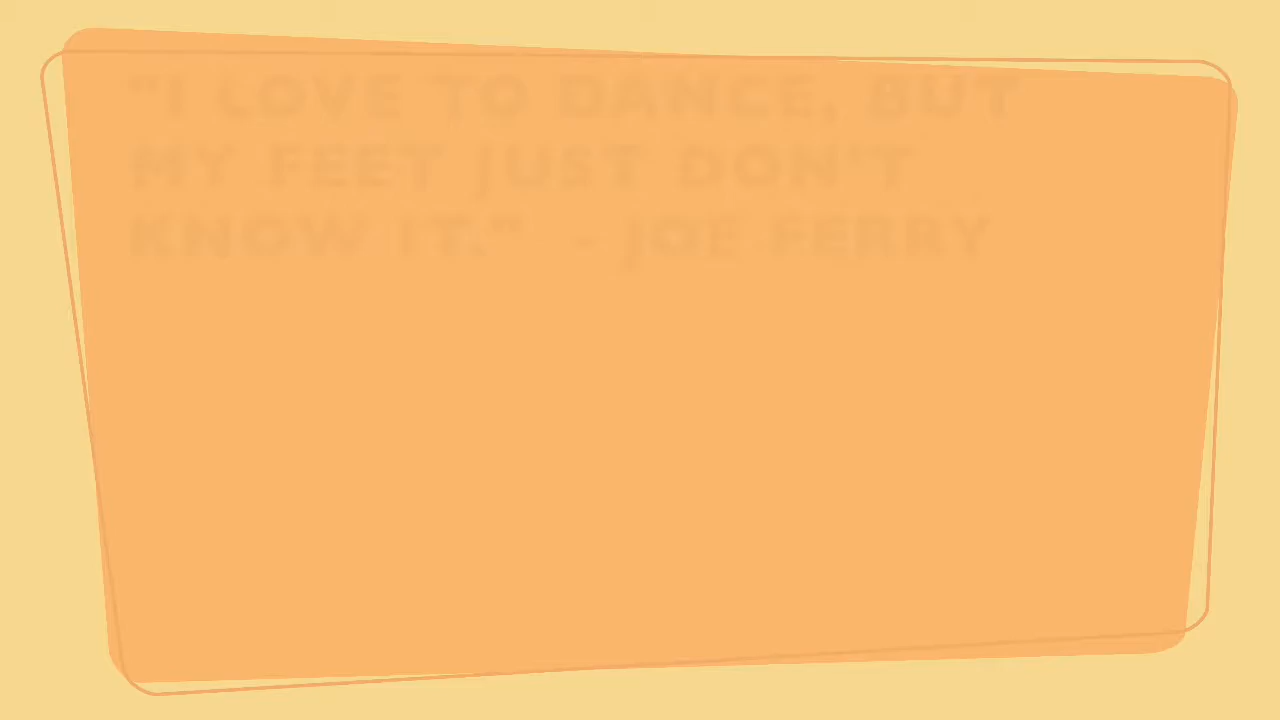 "I LOVE TO DANCE, BUT
MY FEET JUST DON'T
KNOW IT." - JOE FERRY